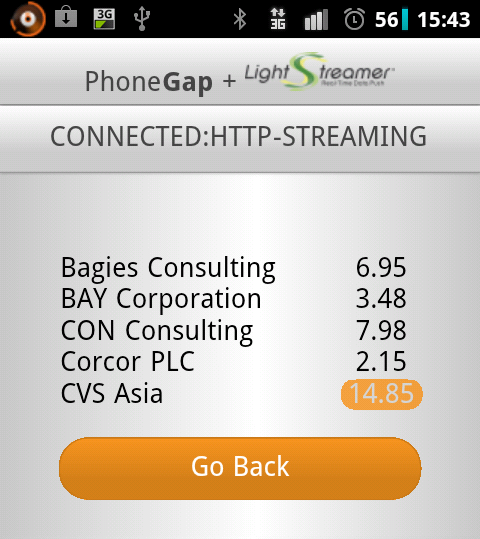 3G 3G 56 15:43
PhoneGap + LightStreamer
Real-Time Data Push
CONNECTED:HTTP-STREAMING
Bagies Consulting 6.95
BAY Corporation 3.48
CON Consulting 7.98
Corcor PLC 2.15
CVS Asia 14.85
Go Back